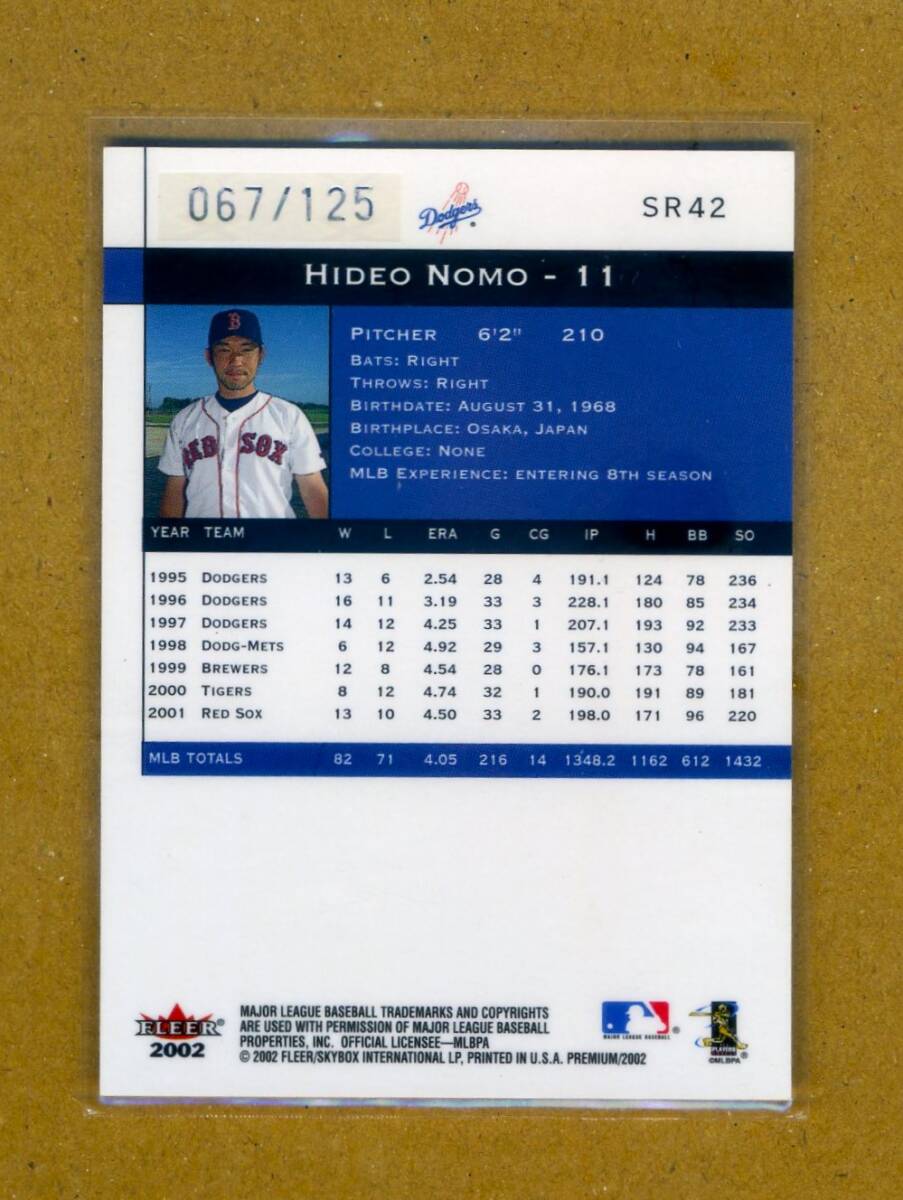 067/125
Dodgers
SR42
HIDEO NOMO - 11
B
RED SOX
PITCHER 6'2" 210
BATS: RIGHT
THROWS: RIGHT
BIRTHDATE: AUGUST 31, 1968
BIRTHPLACE: OSAKA, JAPAN
COLLEGE: NONE
MLB EXPERIENCE: ENTERING 8TH SEASON
YEAR TEAM W L ERA G CG IP H BB SO
1995 DODGERS 13 6 2.54 28 4 191.1 124 78 236
1996 DODGERS 16 11 3.19 33 3 228.1 180 85 234
1997 DODGERS 14 12 4.25 33 1 207.1 193 92 233
1998 DODG-METS 6 12 4.92 29 3 157.1 130 94 167
1999 BREWERS 12 8 4.54 28 0 176.1 173 78 161
2000 TIGERS 8 12 4.74 32 1 190.0 191 89 181
2001 RED SOX 13 10 4.50 33 2 198.0 171 96 220
MLB TOTALS 82 71 4.05 216 14 1348.2 1162 612 1432
FLEER®
2002
MAJOR LEAGUE BASEBALL TRADEMARKS AND COPYRIGHTS
ARE USED WITH PERMISSION OF MAJOR LEAGUE BASEBALL
PROPERTIES, INC. OFFICIAL LICENSEE—MLBPA
© 2002 FLEER/SKYBOX INTERNATIONAL LP, PRINTED IN U.S.A. PREMIUM/2002
MAJOR LEAGUE BASEBALL
PLAYERS
©MLBPA